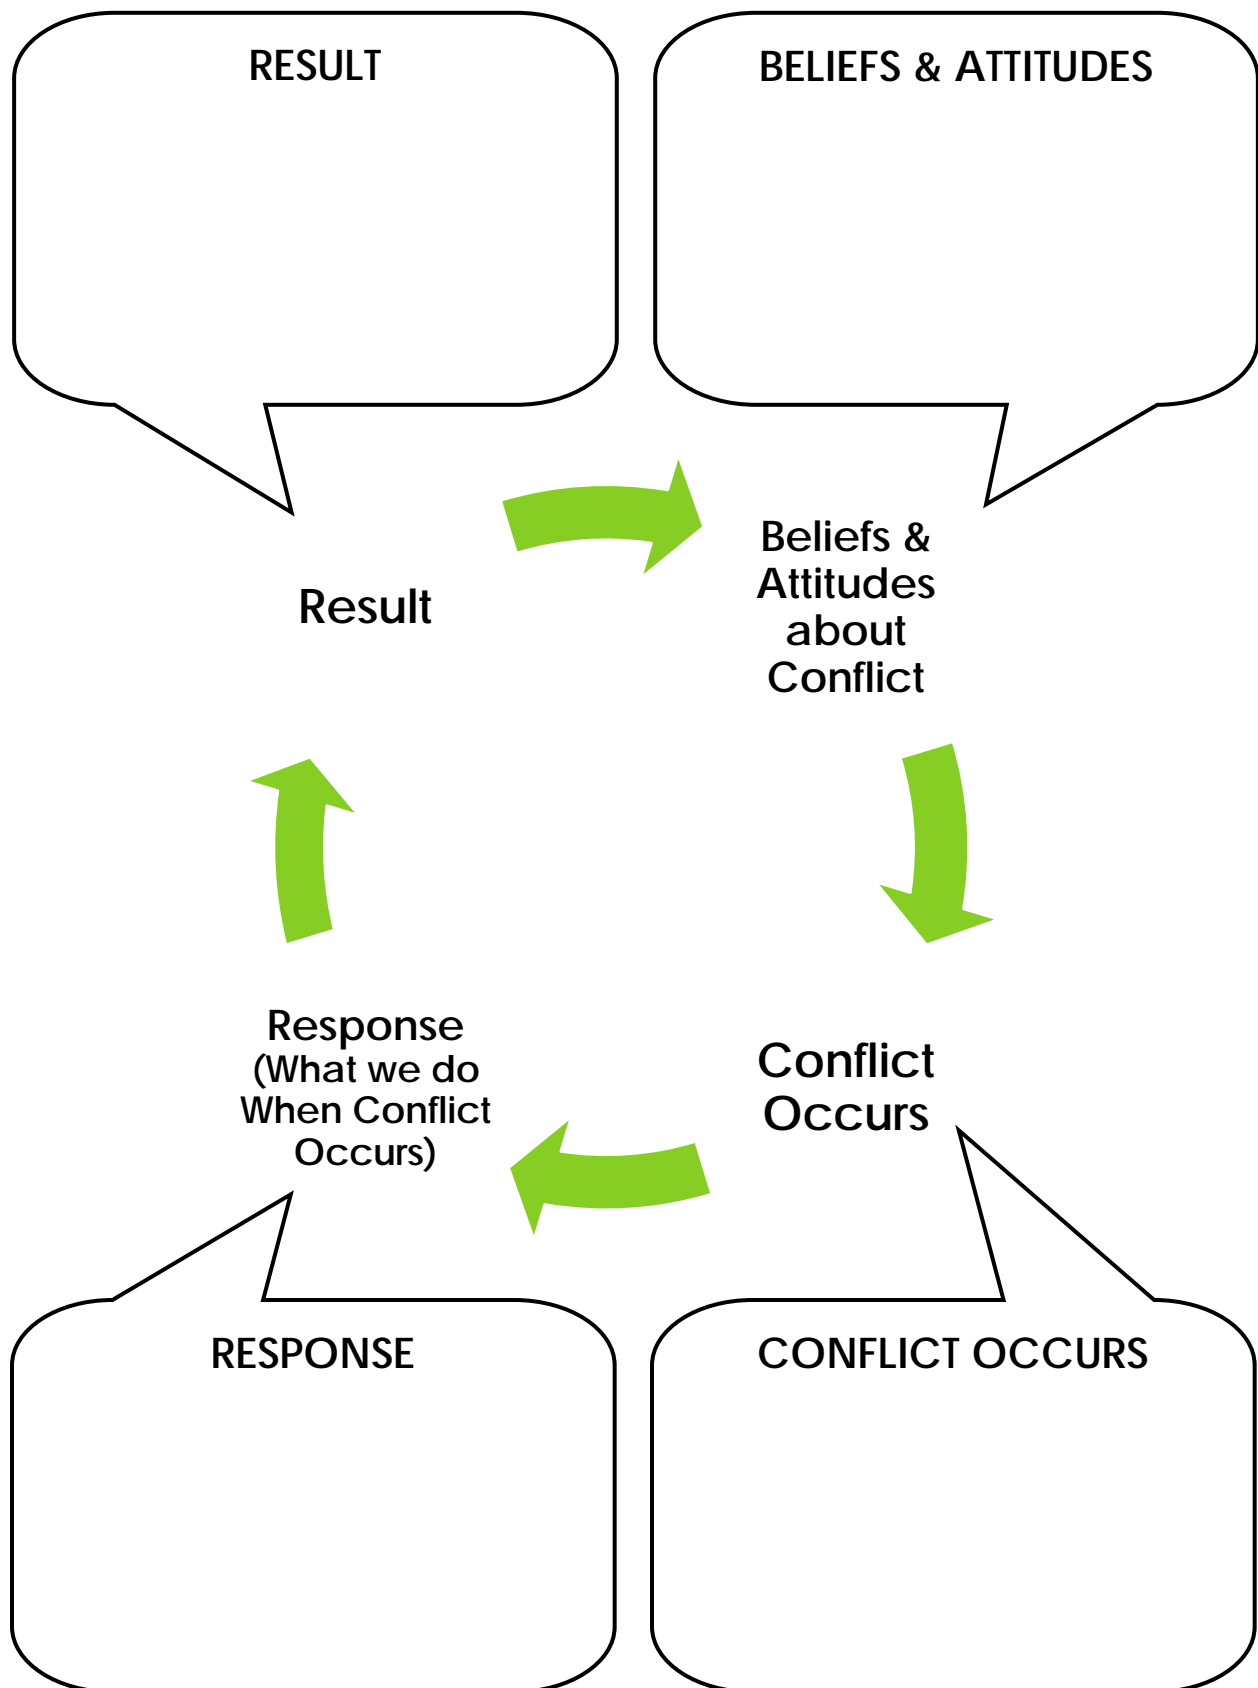 RESULT
BELIEFS & ATTITUDES
Result
Beliefs &
Attitudes
about
Conflict
Response
(What we do
When Conflict
Occurs)
Conflict
Occurs
RESPONSE
CONFLICT OCCURS